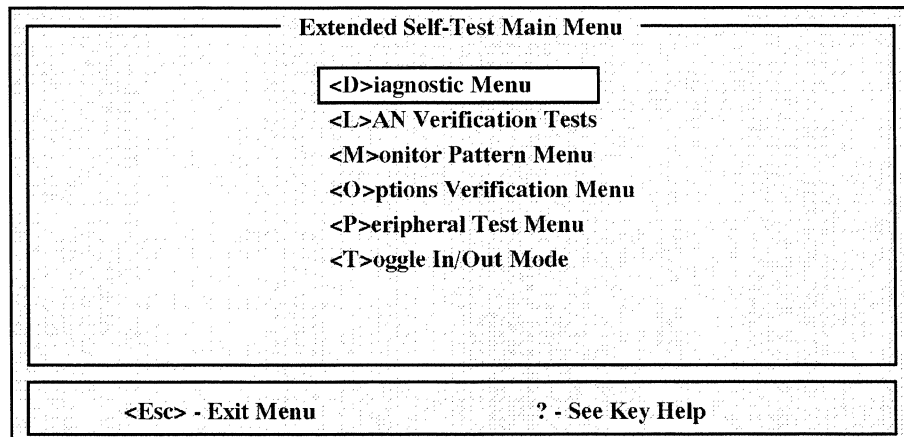 Extended Self-Test Main Menu
<D>iagnostic Menu
<L>AN Verification Tests
<M>onitor Pattern Menu
<O>ptions Verification Menu
<P>eripheral Test Menu
<T>oggle In/Out Mode
<Esc> - Exit Menu ? - See Key Help